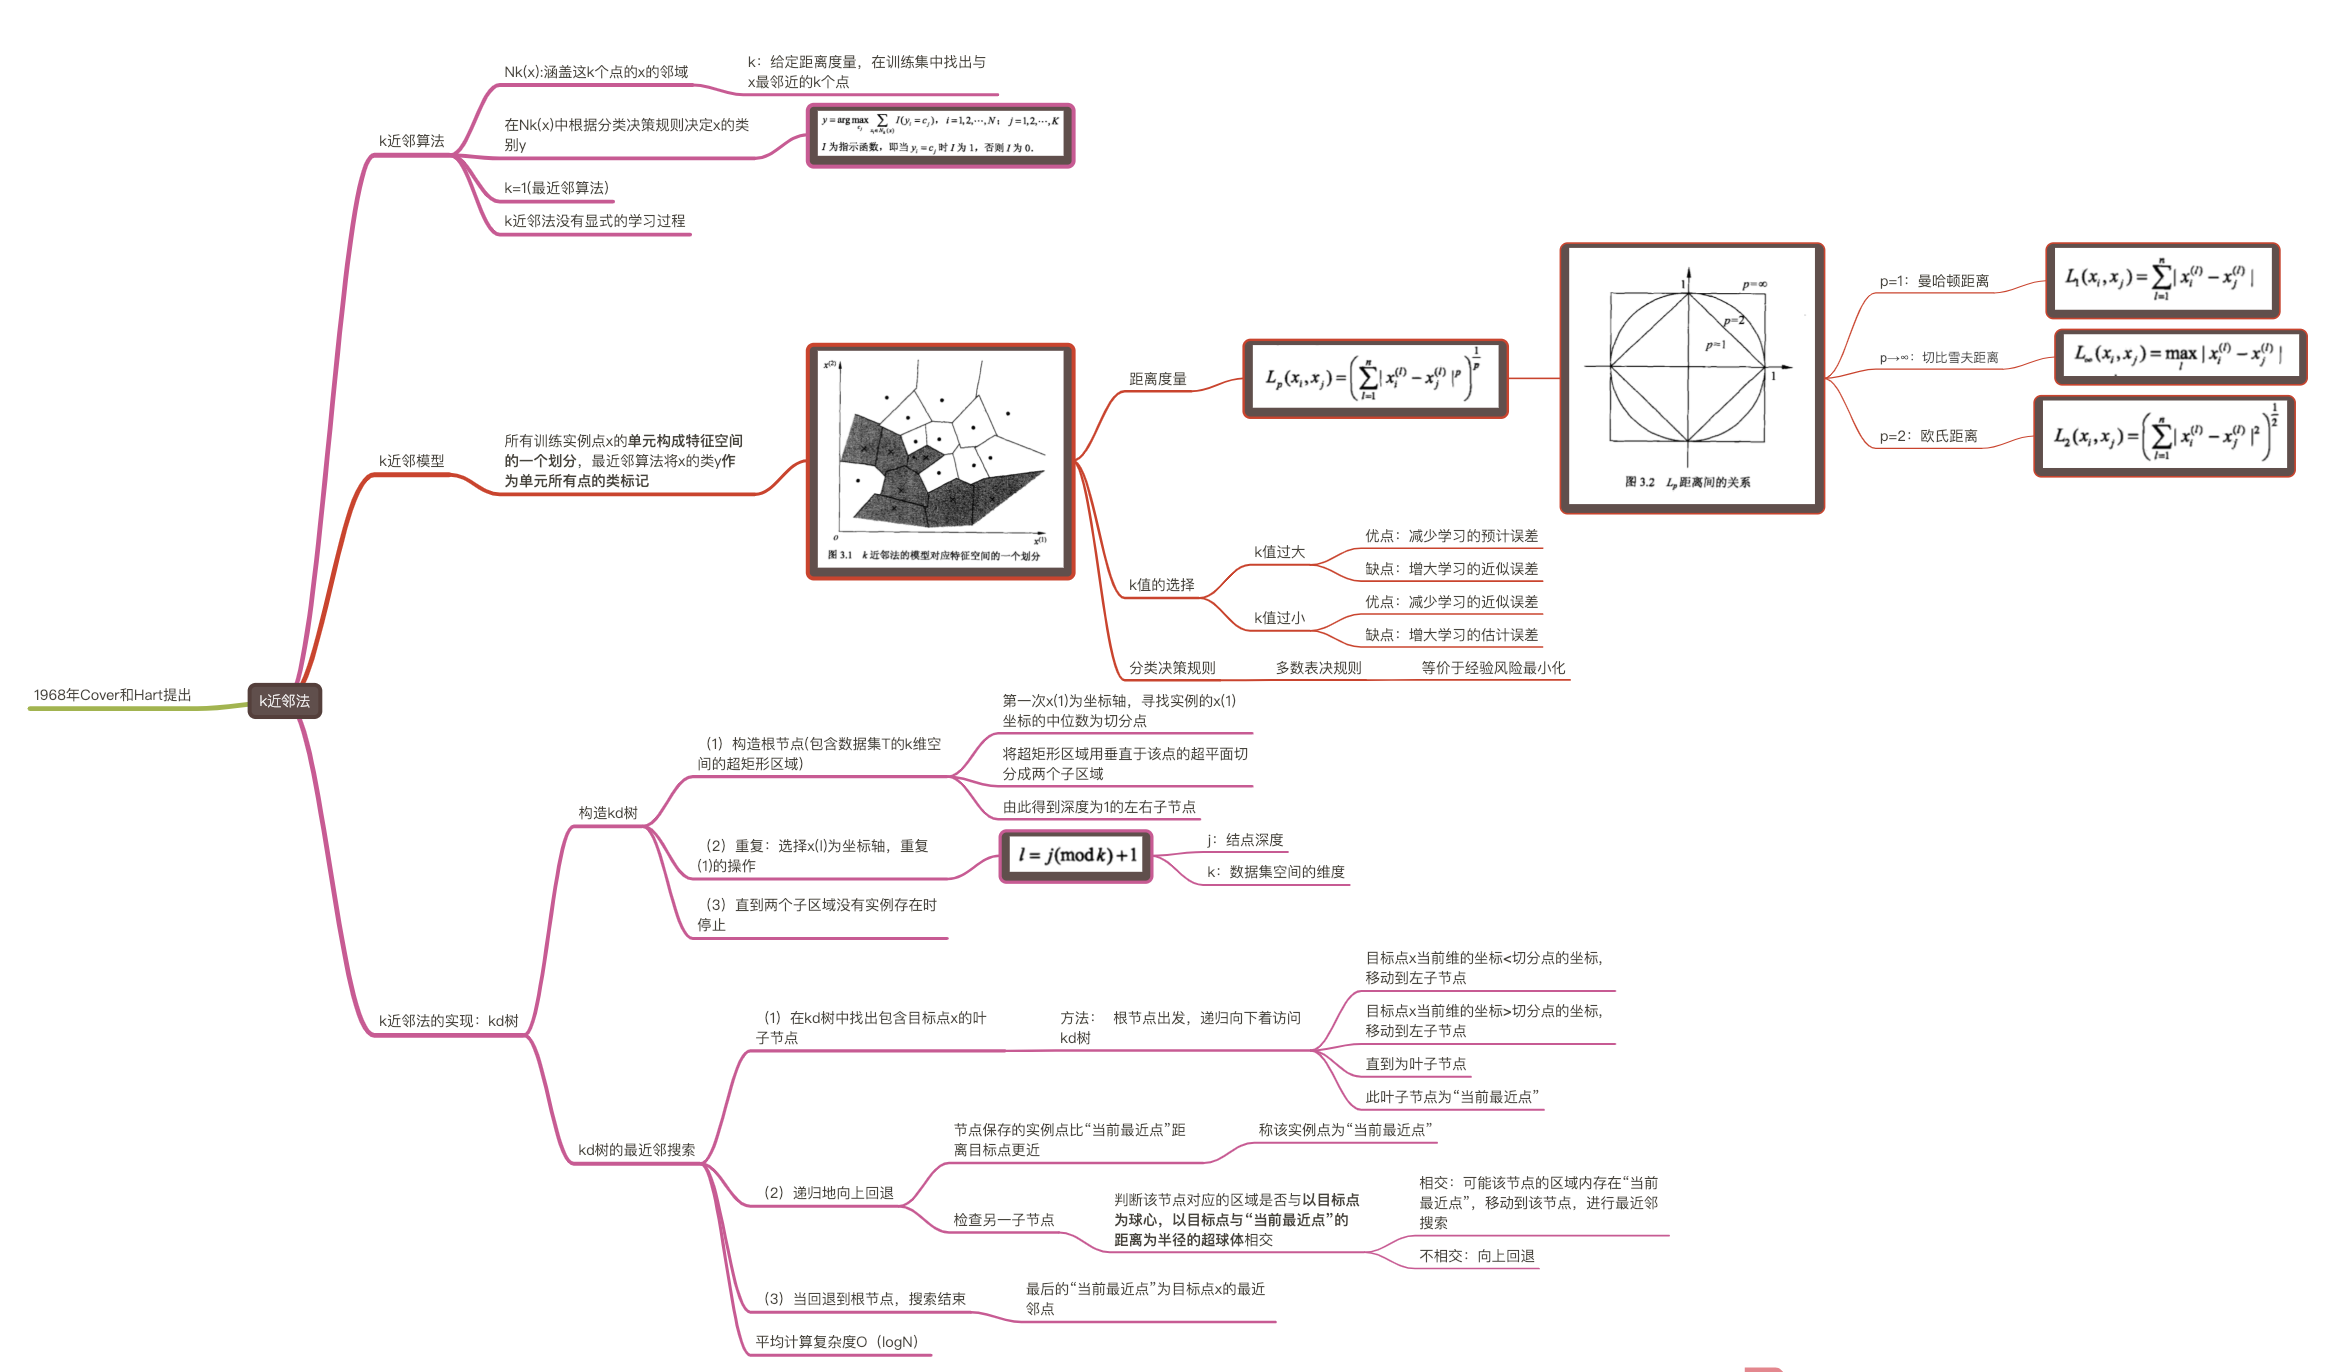 1968年Cover和Hart提出
k近邻法
k近邻算法
Nk(x):涵盖这k个点的x的邻域
k：给定距离度量，在训练集中找出与
x最邻近的k个点
在Nk(x)中根据分类决策规则决定x的类
别y
y = arg max_{c_j} ∑_{x_i∈N_k(x)} I(y_i = c_j)，i = 1,2,⋯,N；j = 1,2,⋯,K
I 为指示函数，即当 y_i = c_j 时 I 为 1，否则 I 为 0.
k=1(最近邻算法)
k近邻法没有显式的学习过程
k近邻模型
所有训练实例点x的单元构成特征空间
的一个划分，最近邻算法将x的类y作
为单元所有点的类标记
x(2)
O
x(1)
图 3.1 k 近邻法的模型对应特征空间的一个划分
距离度量
L_p(x_i, x_j) = (∑_{l=1}^{n} | x_i^{(l)} − x_j^{(l)} |^p)^{1/p}
1
p=∞
p=2
p=1
1
图 3.2 L_p 距离间的关系
p=1：曼哈顿距离
L_1(x_i, x_j) = ∑_{l=1}^{n} | x_i^{(l)} − x_j^{(l)} |
p→∞：切比雪夫距离
L_∞(x_i, x_j) = max_l | x_i^{(l)} − x_j^{(l)} |
p=2：欧氏距离
L_2(x_i, x_j) = (∑_{l=1}^{n} | x_i^{(l)} − x_j^{(l)} |^2)^{1/2}
k值的选择
k值过大
优点：减少学习的预计误差
缺点：增大学习的近似误差
k值过小
优点：减少学习的近似误差
缺点：增大学习的估计误差
分类决策规则
多数表决规则
等价于经验风险最小化
k近邻法的实现：kd树
构造kd树
（1）构造根节点(包含数据集T的k维空
间的超矩形区域)
第一次x(1)为坐标轴，寻找实例的x(1)
坐标的中位数为切分点
将超矩形区域用垂直于该点的超平面切
分成两个子区域
由此得到深度为1的左右子节点
（2）重复：选择x(l)为坐标轴，重复
(1)的操作
l = j(mod k) + 1
j：结点深度
k：数据集空间的维度
（3）直到两个子区域没有实例存在时
停止
kd树的最近邻搜索
（1）在kd树中找出包含目标点x的叶
子节点
方法： 根节点出发，递归向下着访问
kd树
目标点x当前维的坐标<切分点的坐标，
移动到左子节点
目标点x当前维的坐标>切分点的坐标，
移动到左子节点
直到为叶子节点
此叶子节点为“当前最近点”
（2）递归地向上回退
节点保存的实例点比“当前最近点”距
离目标点更近
称该实例点为“当前最近点”
检查另一子节点
判断该节点对应的区域是否与以目标点
为球心，以目标点与“当前最近点”的
距离为半径的超球体相交
相交：可能该节点的区域内存在“当前
最近点”，移动到该节点，进行最近邻
搜索
不相交：向上回退
（3）当回退到根节点，搜索结束
最后的“当前最近点”为目标点x的最近
邻点
平均计算复杂度O（logN）